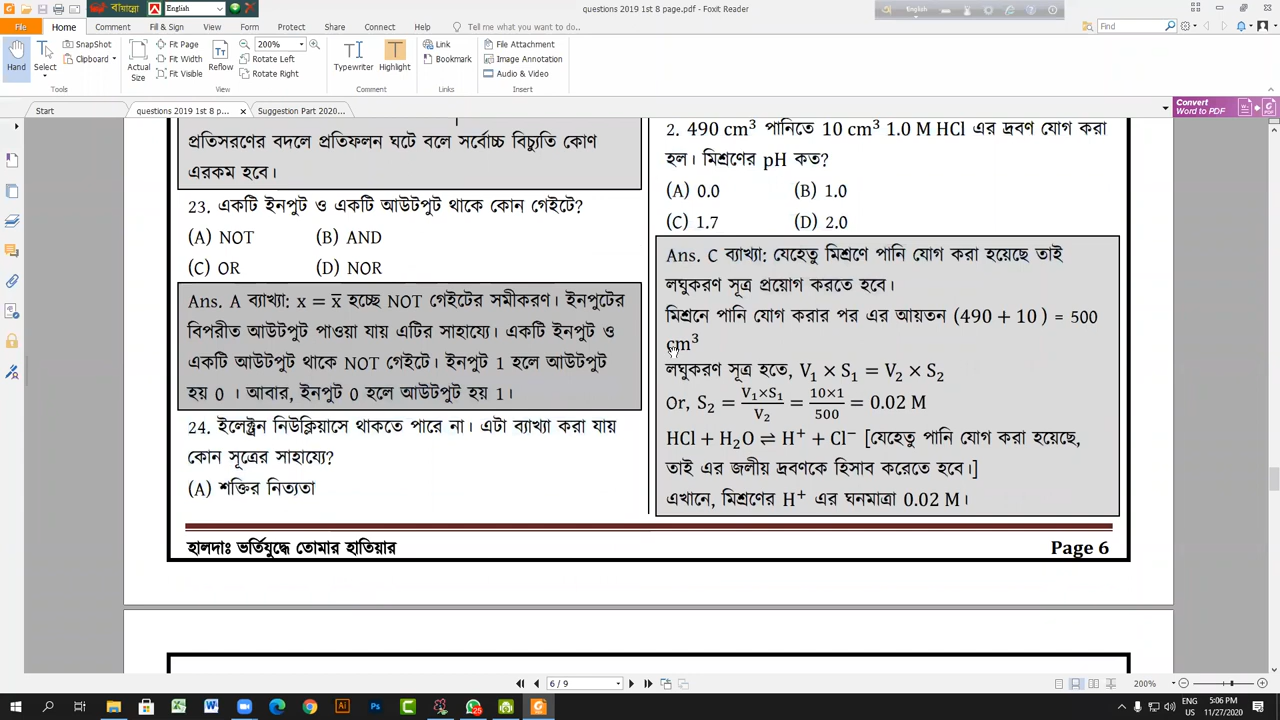 questions 2019 1st 8 page.pdf - Foxit Reader
বাংলা
English
File
Home
Comment
Fill & Sign
View
Form
Protect
Share
Connect
Help
Tell me what you want to do..
Find
Hand
Select
SnapShot
Clipboard
Actual
Size
Fit Page
Fit Width
Fit Visible
Reflow
200%
Rotate Left
Rotate Right
Typewriter
Highlight
Link
Bookmark
File Attachment
Image Annotation
Audio & Video
Tools
View
Comment
Links
Insert
Start
questions 2019 1st 8 p...
Suggestion Part 2020...
Convert
Word to PDF
প্রতিসরণের বদলে প্রতিফলন ঘটে বলে সর্বোচ্চ বিচ্যুতি কোণ
এরকম হবে।
23. একটি ইনপুট ও একটি আউটপুট থাকে কোন গেইটে?
(A) NOT (B) AND
(C) OR (D) NOR
Ans. A ব্যাখ্যা: x = x̅ হচ্ছে NOT গেইটের সমীকরণ। ইনপুটের
বিপরীত আউটপুট পাওয়া যায় এটির সাহায্যে। একটি ইনপুট ও
একটি আউটপুট থাকে NOT গেইটে। ইনপুট 1 হলে আউটপুট
হয় 0 । আবার, ইনপুট 0 হলে আউটপুট হয় 1।
24. ইলেক্ট্রন নিউক্লিয়াসে থাকতে পারে না। এটা ব্যাখ্যা করা যায়
কোন সূত্রের সাহায্যে?
(A) শক্তির নিত্যতা
2. 490 cm³ পানিতে 10 cm³ 1.0 M HCl এর দ্রবণ যোগ করা
হল। মিশ্রণের pH কত?
(A) 0.0 (B) 1.0
(C) 1.7 (D) 2.0
Ans. C ব্যাখ্যা: যেহেতু মিশ্রণে পানি যোগ করা হয়েছে তাই
লঘুকরণ সূত্র প্রয়োগ করতে হবে।
মিশ্রনে পানি যোগ করার পর এর আয়তন (490 + 10 ) = 500
cm³
লঘুকরণ সূত্র হতে, V₁ × S₁ = V₂ × S₂
Or, S₂ = V₁×S₁/V₂ = 10×1/500 = 0.02 M
HCl + H₂O ⇌ H⁺ + Cl⁻ [যেহেতু পানি যোগ করা হয়েছে,
তাই এর জলীয় দ্রবণকে হিসাব করেতে হবে।]
এখানে, মিশ্রণের H⁺ এর ঘনমাত্রা 0.02 M।
হালদাঃ ভর্তিযুদ্ধে তোমার হাতিয়ার
Page 6
6 / 9
200%
ENG
US
5:06 PM
11/27/2020